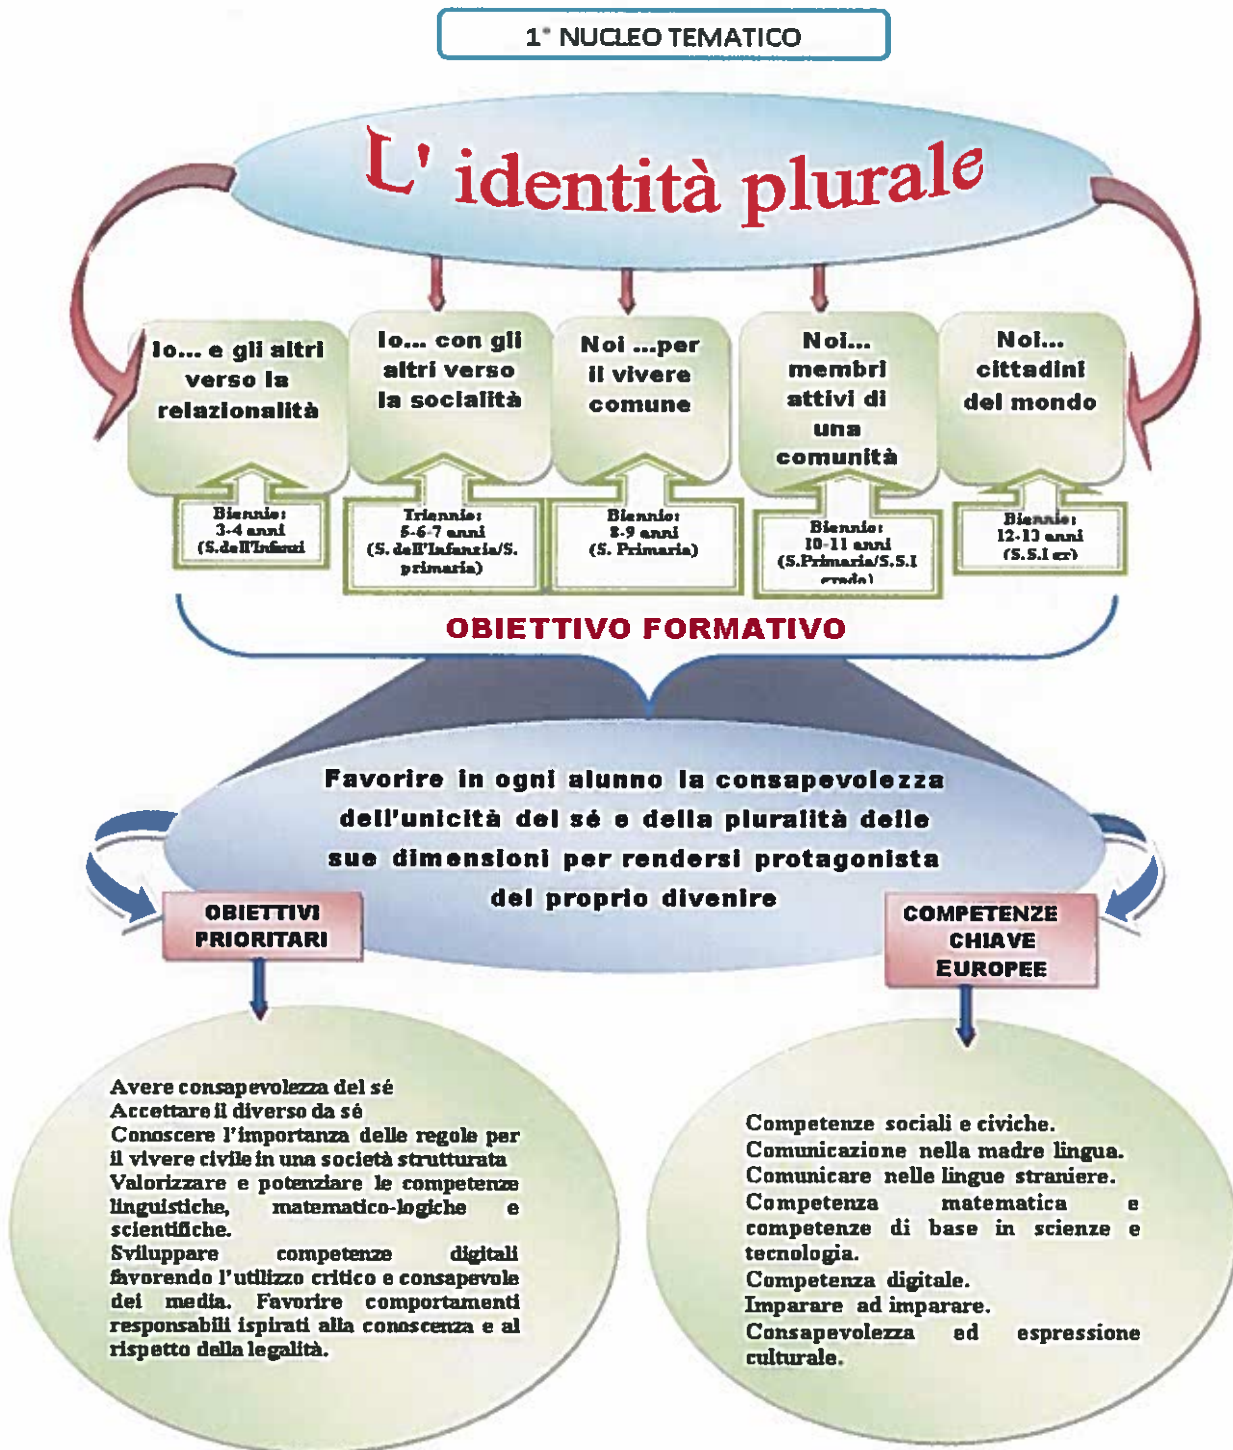 1° NUCLEO TEMATICO
L' identità plurale
Io... e gli altri
verso la
relazionalità
Io... con gli
altri verso
la socialità
Noi ...per
il vivere
comune
Noi...
membri
attivi di
una
comunità
Noi...
cittadini
del mondo
Biennio:
3-4 anni
(S.dell'Infanzi
Triennio:
5-6-7 anni
(S. dell'Infanzia/S.
primaria)
Biennio:
8-9 anni
(S. Primaria)
Biennio:
10-11 anni
(S.Primaria/S.S.I
grado)
Biennio:
12-13 anni
(S.S.I gr)
OBIETTIVO FORMATIVO
Favorire in ogni alunno la consapevolezza
dell'unicità del sé e della pluralità delle
sue dimensioni per rendersi protagonista
del proprio divenire
OBIETTIVI
PRIORITARI
COMPETENZE
CHIAVE
EUROPEE
Avere consapevolezza del sé
Accettare il diverso da sé
Conoscere l'importanza delle regole per
il vivere civile in una società strutturata
Valorizzare e potenziare le competenze
linguistiche, matematico-logiche e
scientifiche.
Sviluppare competenze digitali
favorendo l'utilizzo critico e consapevole
dei media. Favorire comportamenti
responsabili ispirati alla conoscenza e al
rispetto della legalità.
Competenze sociali e civiche.
Comunicazione nella madre lingua.
Comunicare nelle lingue straniere.
Competenza matematica e
competenze di base in scienze e
tecnologia.
Competenza digitale.
Imparare ad imparare.
Consapevolezza ed espressione
culturale.